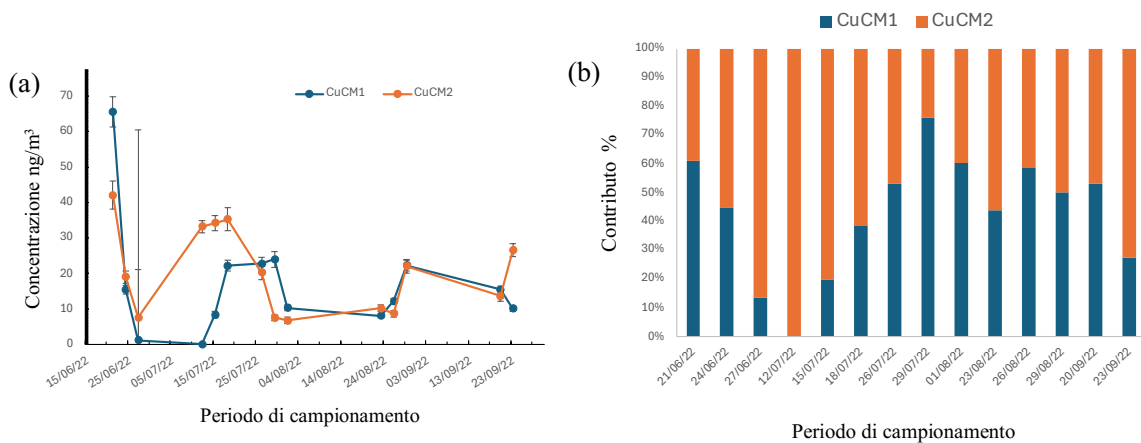 (a)
CuCM1 CuCM2
Concentrazione ng/m³
70
60
50
40
30
20
10
0
15/06/22 25/06/22 05/07/22 15/07/22 25/07/22 04/08/22 14/08/22 24/08/22 03/09/22 13/09/22 23/09/22
Periodo di campionamento
(b)
CuCM1 CuCM2
Contributo %
100%
90%
80%
70%
60%
50%
40%
30%
20%
10%
0%
21/06/22 24/06/22 27/06/22 12/07/22 15/07/22 18/07/22 26/07/22 29/07/22 01/08/22 23/08/22 26/08/22 29/08/22 20/09/22 23/09/22
Periodo di campionamento